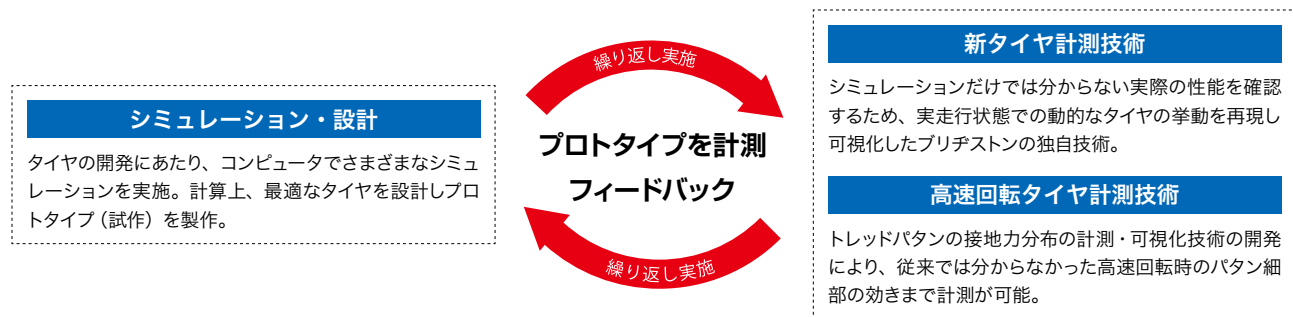 シミュレーション・設計
タイヤの開発にあたり、コンピュータでさまざまなシミュ
レーションを実施。計算上、最適なタイヤを設計しプロ
トタイプ（試作）を製作。
繰り返し実施
プロトタイプを計測
フィードバック
繰り返し実施
新タイヤ計測技術
シミュレーションだけでは分からない実際の性能を確認
するため、実走行状態での動的なタイヤの挙動を再現し
可視化したブリヂストンの独自技術。
高速回転タイヤ計測技術
トレッドパタンの接地力分布の計測・可視化技術の開発
により、従来では分からなかった高速回転時のパタン細
部の効きまで計測が可能。